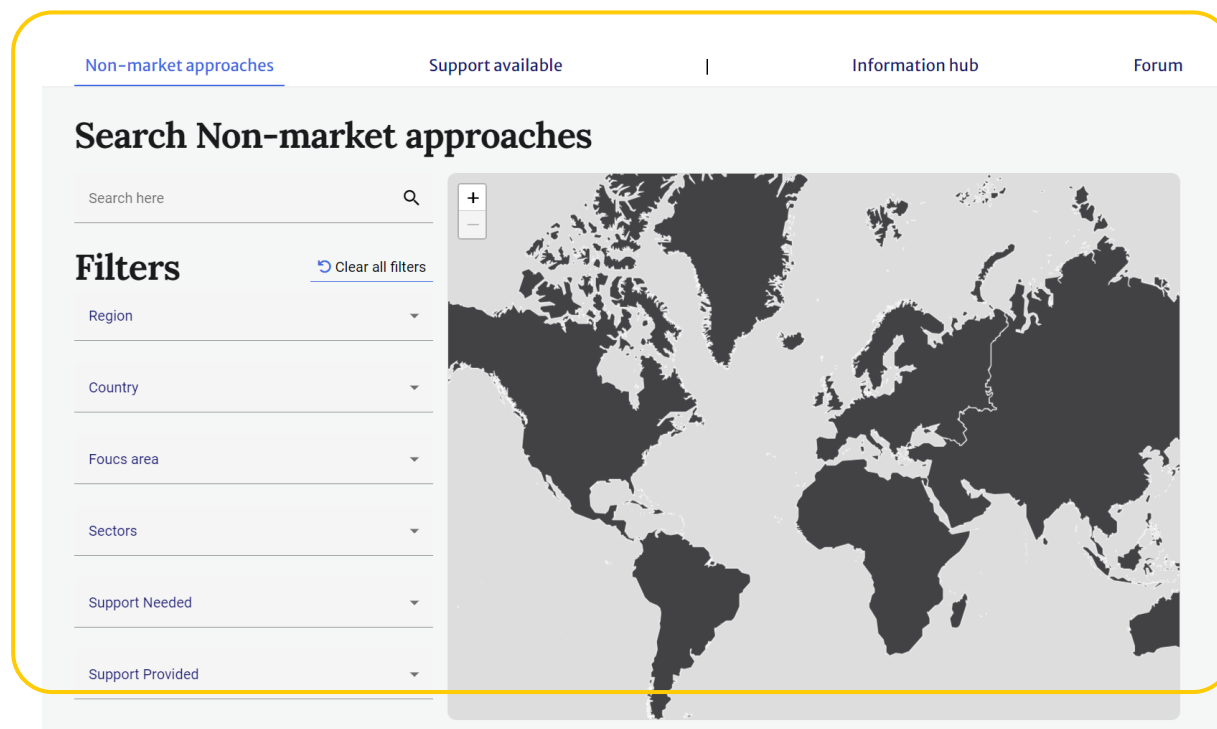 Non-market approaches
Support available
|
Information hub
Forum
Search Non-market approaches
Search here
+
−
Filters
Clear all filters
Region
Country
Foucs area
Sectors
Support Needed
Support Provided